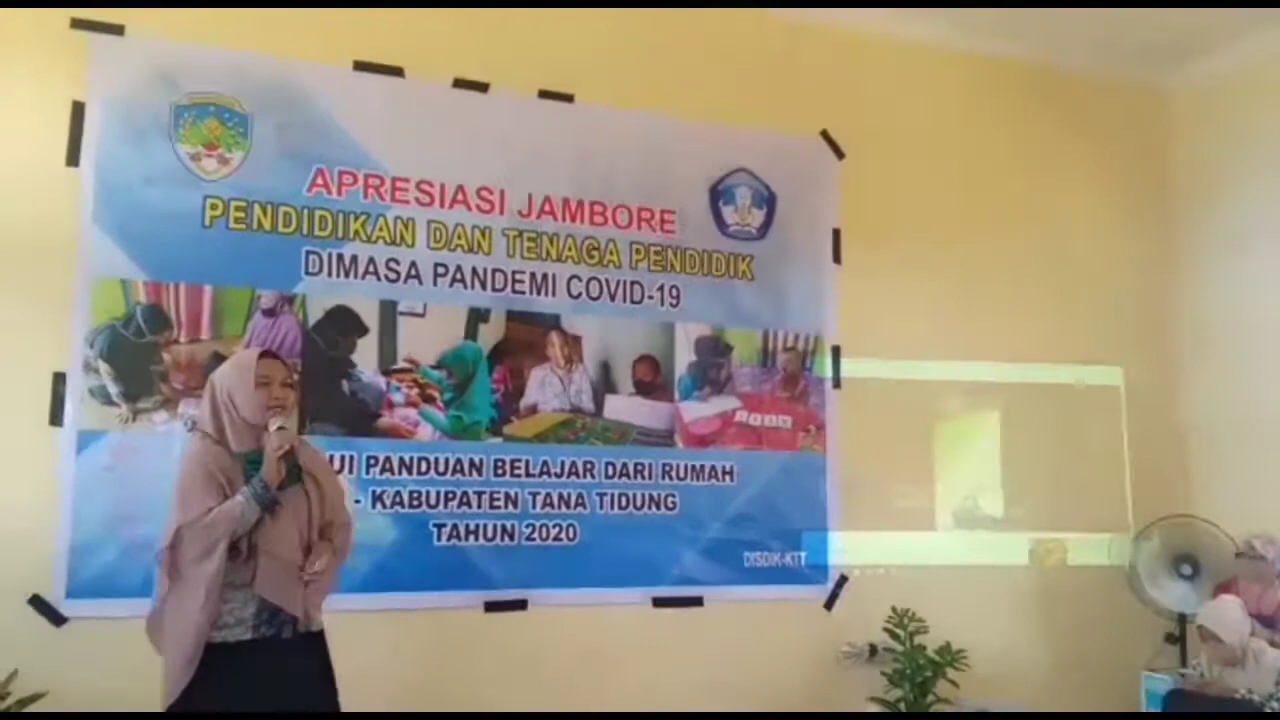 APRESIASI JAMBORE
PENDIDIKAN DAN TENAGA PENDIDIK
DIMASA PANDEMI COVID-19
PANDUAN BELAJAR DARI RUMAH
- KABUPATEN TANA TIDUNG
TAHUN 2020
DISDIK-KTT